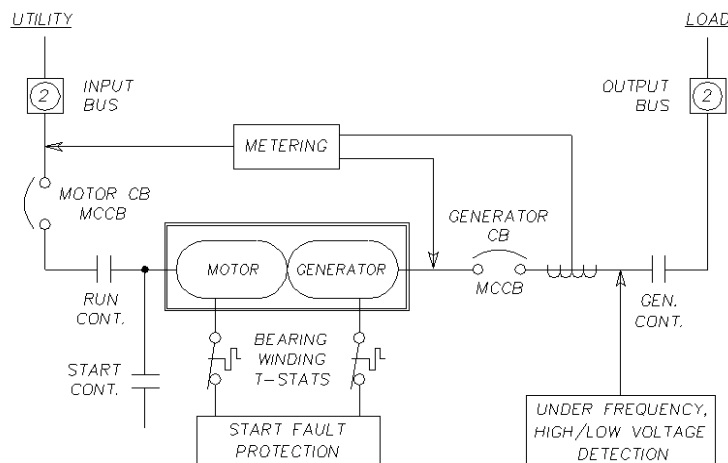 UTILITY
LOAD
2
INPUT
BUS
OUTPUT
BUS
2
METERING
MOTOR CB
MCCB
GENERATOR
CB
MCCB
MOTOR
GENERATOR
RUN
CONT.
GEN.
CONT.
START
CONT.
BEARING
WINDING
T-STATS
START FAULT
PROTECTION
UNDER FREQUENCY,
HIGH/LOW VOLTAGE
DETECTION